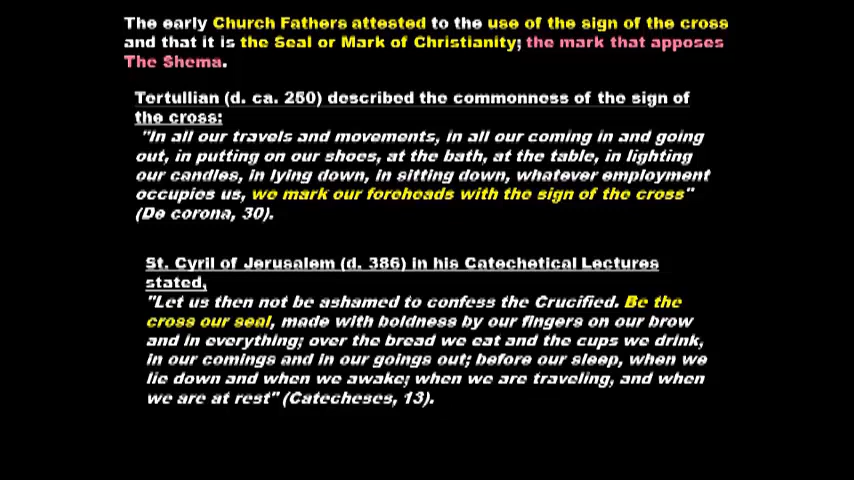 The early Church Fathers attested to the use of the sign of the cross
and that it is the Seal or Mark of Christianity; the mark that apposes
The Shema.
Tertullian (d. ca. 250) described the commonness of the sign of
the cross:
"In all our travels and movements, in all our coming in and going
out, in putting on our shoes, at the bath, at the table, in lighting
our candles, in lying down, in sitting down, whatever employment
occupies us, we mark our foreheads with the sign of the cross"
(De corona, 30).
St. Cyril of Jerusalem (d. 386) in his Catechetical Lectures
stated,
"Let us then not be ashamed to confess the Crucified. Be the
cross our seal, made with boldness by our fingers on our brow
and in everything; over the bread we eat and the cups we drink,
in our comings and in our goings out; before our sleep, when we
lie down and when we awake; when we are traveling, and when
we are at rest" (Catecheses, 13).